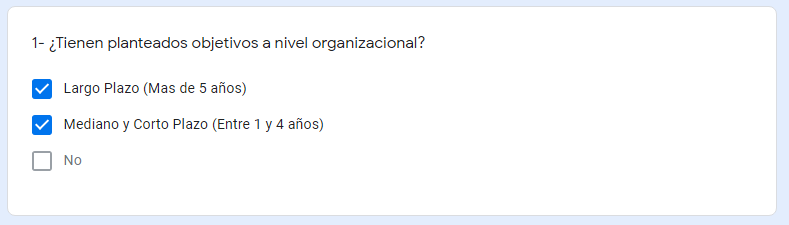 1- ¿Tienen planteados objetivos a nivel organizacional?
Largo Plazo (Mas de 5 años)
Mediano y Corto Plazo (Entre 1 y 4 años)
No